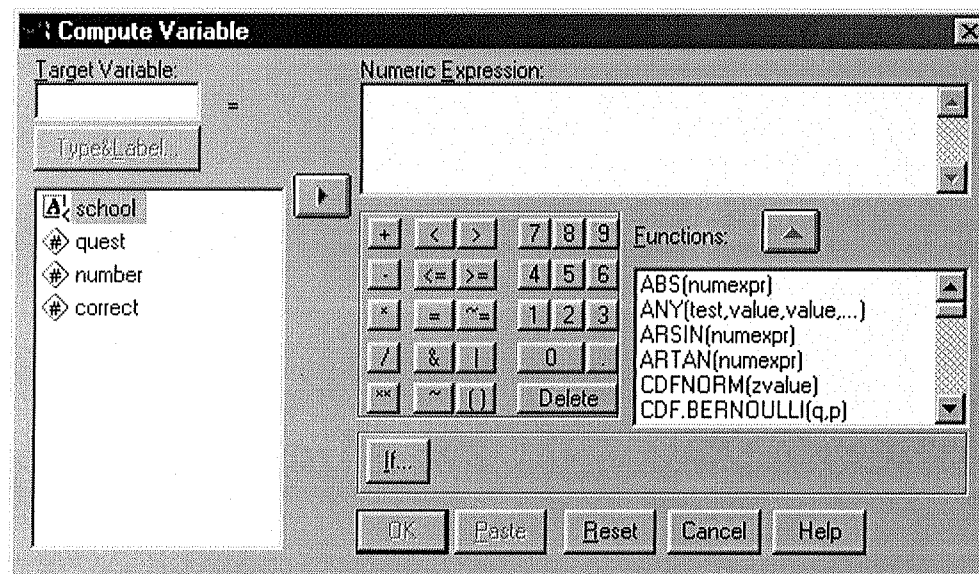 Compute Variable
Target Variable:
=
Type&Label...
school
quest
number
correct
Numeric Expression:
+ < > 7 8 9
- <= >= 4 5 6
* = ~= 1 2 3
/ & | 0 .
** ~ () Delete
Functions:
ABS(numexpr)
ANY(test,value,value,...)
ARSIN(numexpr)
ARTAN(numexpr)
CDFNORM(zvalue)
CDF.BERNOULLI(q,p)
If...
OK Paste Reset Cancel Help